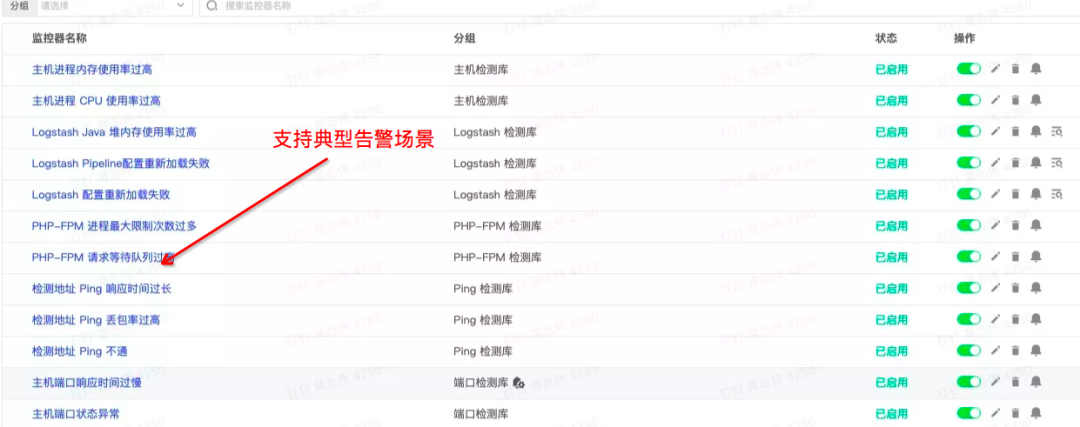 分组 请选择 搜索监控器名称
监控器名称 分组 状态 操作
主机进程内存使用率过高 主机检测库 已启用
主机进程 CPU 使用率过高 主机检测库 已启用
Logstash Java 堆内存使用率过高 Logstash 检测库 已启用
支持典型告警场景
Logstash Pipeline配置重新加载失败 Logstash 检测库 已启用
Logstash 配置重新加载失败 Logstash 检测库 已启用
PHP-FPM 进程最大限制次数过多 PHP-FPM 检测库 已启用
PHP-FPM 请求等待队列过高 PHP-FPM 检测库 已启用
检测地址 Ping 响应时间过长 Ping 检测库 已启用
检测地址 Ping 丢包率过高 Ping 检测库 已启用
检测地址 Ping 不通 Ping 检测库 已启用
主机端口响应时间过慢 端口检测库 已启用
主机端口状态异常 端口检测库 已启用